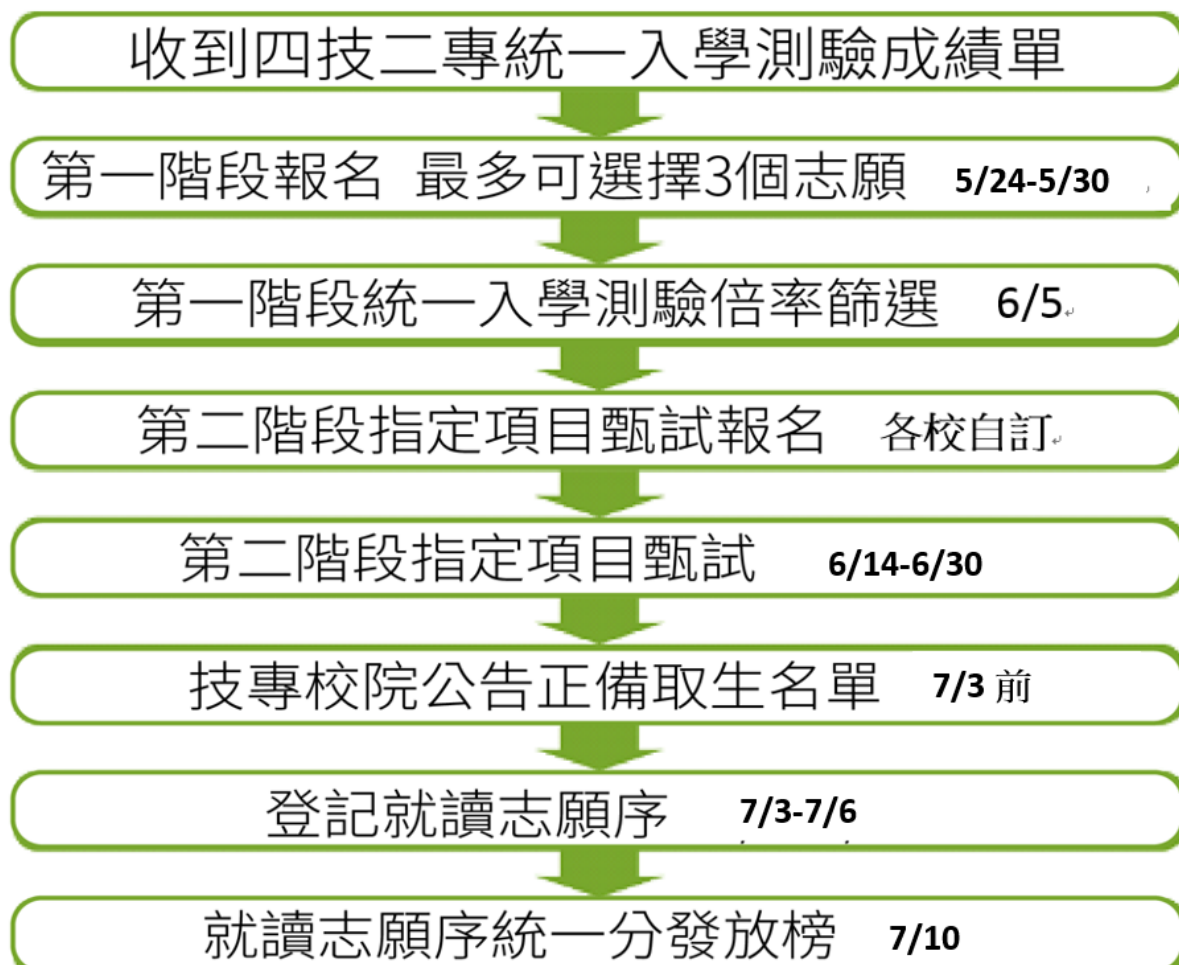 收到四技二專統一入學測驗成績單
第一階段報名 最多可選擇3個志願 5/24-5/30
第一階段統一入學測驗倍率篩選 6/5
第二階段指定項目甄試報名 各校自訂
第二階段指定項目甄試 6/14-6/30
技專校院公告正備取生名單 7/3 前
登記就讀志願序 7/3-7/6
就讀志願序統一分發放榜 7/10